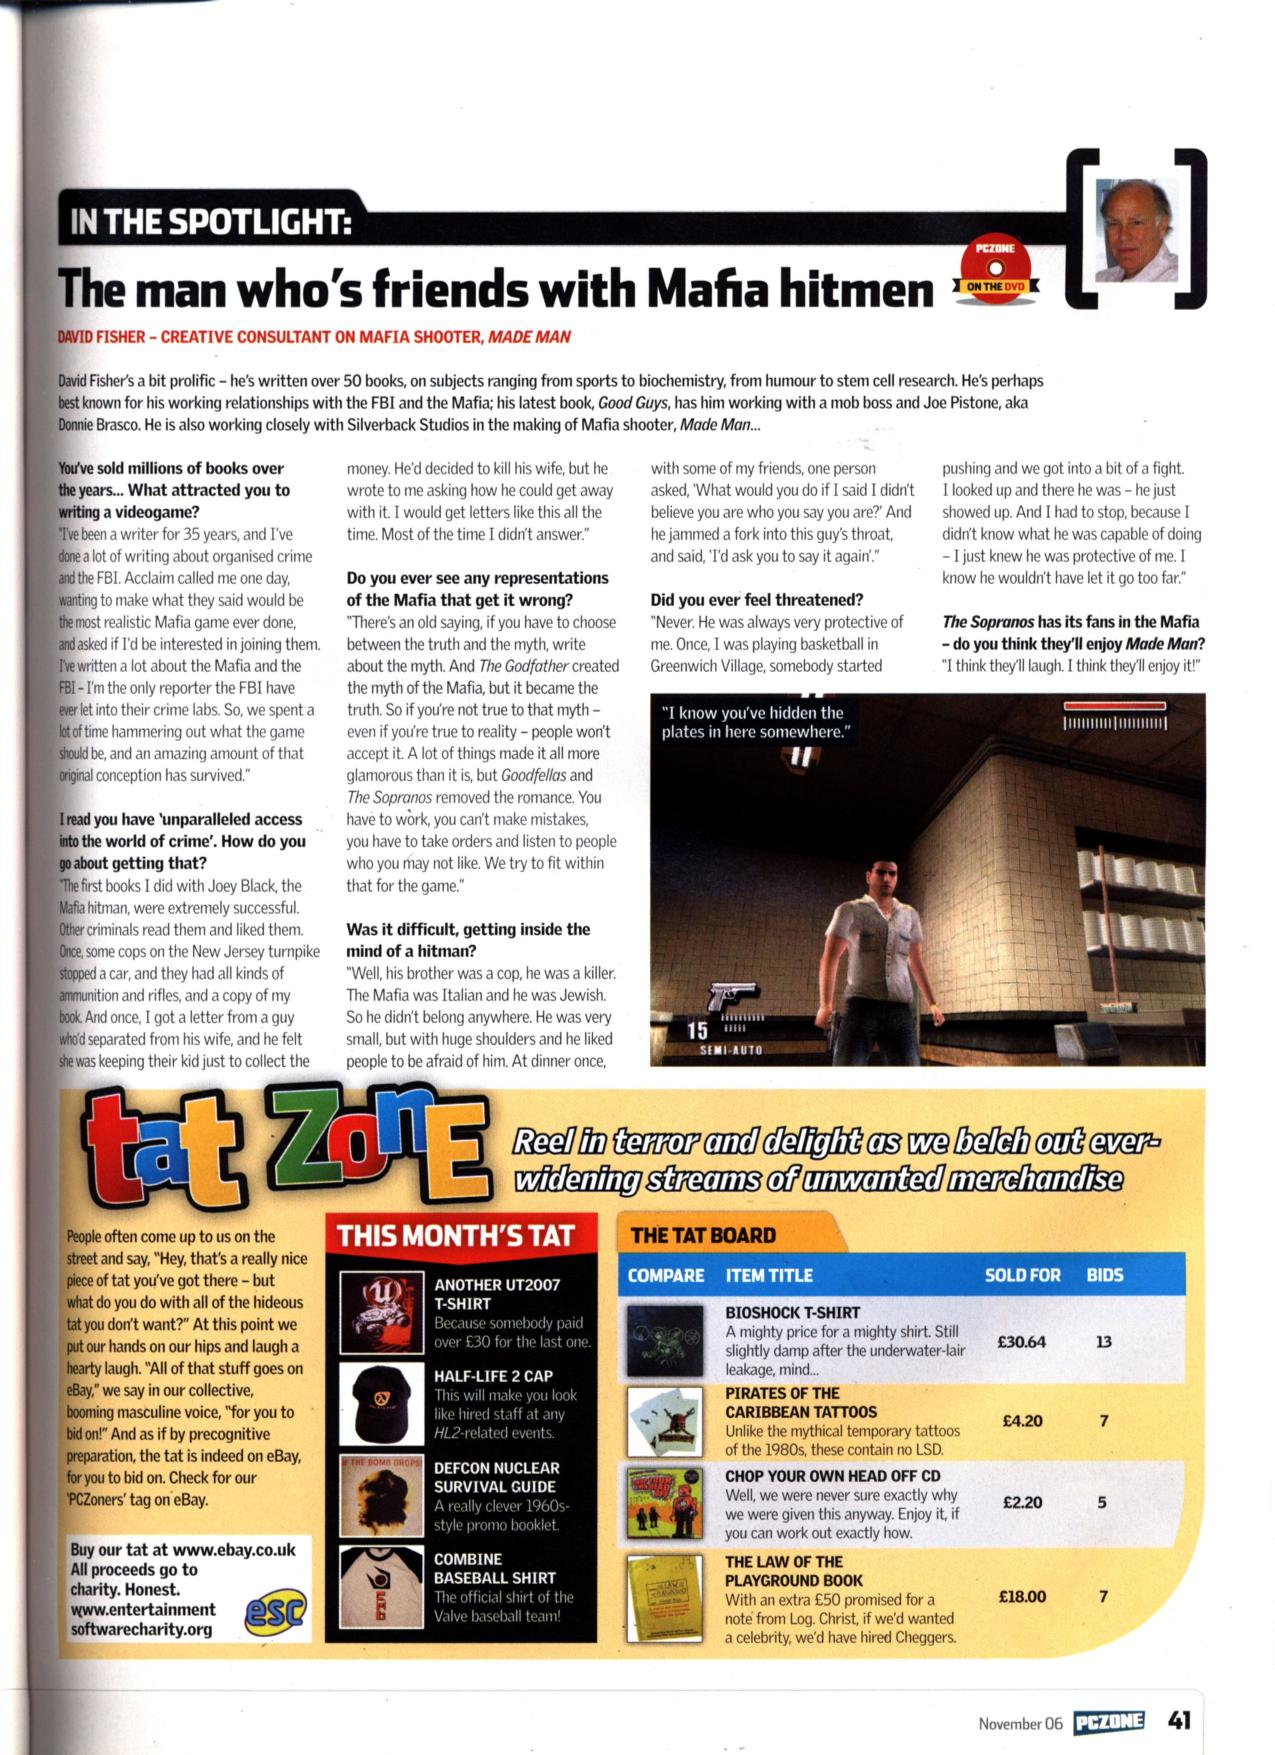 IN THE SPOTLIGHT:
The man who's friends with Mafia hitmen
PCZONE
ON THE DVD
DAVID FISHER – CREATIVE CONSULTANT ON MAFIA SHOOTER, MADE MAN
David Fisher's a bit prolific – he's written over 50 books, on subjects ranging from sports to biochemistry, from humour to stem cell research. He's perhaps
best known for his working relationships with the FBI and the Mafia; his latest book, Good Guys, has him working with a mob boss and Joe Pistone, aka
Donnie Brasco. He is also working closely with Silverback Studios in the making of Mafia shooter, Made Man...
You've sold millions of books over
the years... What attracted you to
writing a videogame?
"I've been a writer for 35 years, and I've
done a lot of writing about organised crime
and the FBI. Acclaim called me one day,
wanting to make what they said would be
the most realistic Mafia game ever done,
and asked if I'd be interested in joining them.
I've written a lot about the Mafia and the
FBI – I'm the only reporter the FBI have
ever let into their crime labs. So, we spent a
lot of time hammering out what the game
should be, and an amazing amount of that
original conception has survived."
I read you have 'unparalleled access
into the world of crime'. How do you
go about getting that?
"The first books I did with Joey Black, the
Mafia hitman, were extremely successful.
Other criminals read them and liked them.
Once, some cops on the New Jersey turnpike
stopped a car, and they had all kinds of
ammunition and rifles, and a copy of my
book. And once, I got a letter from a guy
who'd separated from his wife, and he felt
she was keeping their kid just to collect the
money. He'd decided to kill his wife, but he
wrote to me asking how he could get away
with it. I would get letters like this all the
time. Most of the time I didn't answer."
Do you ever see any representations
of the Mafia that get it wrong?
"There's an old saying, if you have to choose
between the truth and the myth, write
about the myth. And The Godfather created
the myth of the Mafia, but it became the
truth. So if you're not true to that myth –
even if you're true to reality – people won't
accept it. A lot of things made it all more
glamorous than it is, but Goodfellas and
The Sopranos removed the romance. You
have to work, you can't make mistakes,
you have to take orders and listen to people
who you may not like. We try to fit within
that for the game."
Was it difficult, getting inside the
mind of a hitman?
"Well, his brother was a cop, he was a killer.
The Mafia was Italian and he was Jewish.
So he didn't belong anywhere. He was very
small, but with huge shoulders and he liked
people to be afraid of him. At dinner once,
with some of my friends, one person
asked, 'What would you do if I said I didn't
believe you are who you say you are?' And
he jammed a fork into this guy's throat,
and said, 'I'd ask you to say it again'."
Did you ever feel threatened?
"Never. He was always very protective of
me. Once, I was playing basketball in
Greenwich Village, somebody started
pushing and we got into a bit of a fight.
I looked up and there he was – he just
showed up. And I had to stop, because I
didn't know what he was capable of doing
– I just knew he was protective of me. I
know he wouldn't have let it go too far."
The Sopranos has its fans in the Mafia
– do you think they'll enjoy Made Man?
"I think they'll laugh. I think they'll enjoy it!"
"I know you've hidden the
plates in here somewhere."
15
SEMI-AUTO
tat ZonE
Reel in terror and delight as we belch out ever-
widening streams of unwanted merchandise
People often come up to us on the
street and say, "Hey, that's a really nice
piece of tat you've got there – but
what do you do with all of the hideous
tat you don't want?" At this point we
put our hands on our hips and laugh a
hearty laugh. "All of that stuff goes on
eBay," we say in our collective,
booming masculine voice, "for you to
bid on!" And as if by precognitive
preparation, the tat is indeed on eBay,
for you to bid on. Check for our
'PCZoners' tag on eBay.
Buy our tat at www.ebay.co.uk
All proceeds go to
charity. Honest.
www.entertainment
softwarecharity.org
esc
THIS MONTH'S TAT
ANOTHER UT2007
T-SHIRT
Because somebody paid
over £30 for the last one.
HALF-LIFE 2 CAP
This will make you look
like hired staff at any
HL2-related events.
IF THE BOMB DROPS
DEFCON NUCLEAR
SURVIVAL GUIDE
A really clever 1960s-
style promo booklet.
COMBINE
BASEBALL SHIRT
The official shirt of the
Valve baseball team!
THE TAT BOARD
COMPARE ITEM TITLE SOLD FOR BIDS
BIOSHOCK T-SHIRT
A mighty price for a mighty shirt. Still
slightly damp after the underwater-lair
leakage, mind...
£30.64 13
PIRATES OF THE
CARIBBEAN TATTOOS
Unlike the mythical temporary tattoos
of the 1980s, these contain no LSD.
£4.20 7
CHOP YOUR OWN HEAD OFF CD
Well, we were never sure exactly why
we were given this anyway. Enjoy it, if
you can work out exactly how.
£2.20 5
THE LAW OF THE
PLAYGROUND BOOK
With an extra £50 promised for a
note from Log. Christ, if we'd wanted
a celebrity, we'd have hired Cheggers.
£18.00 7
November 06 PCZONE 41